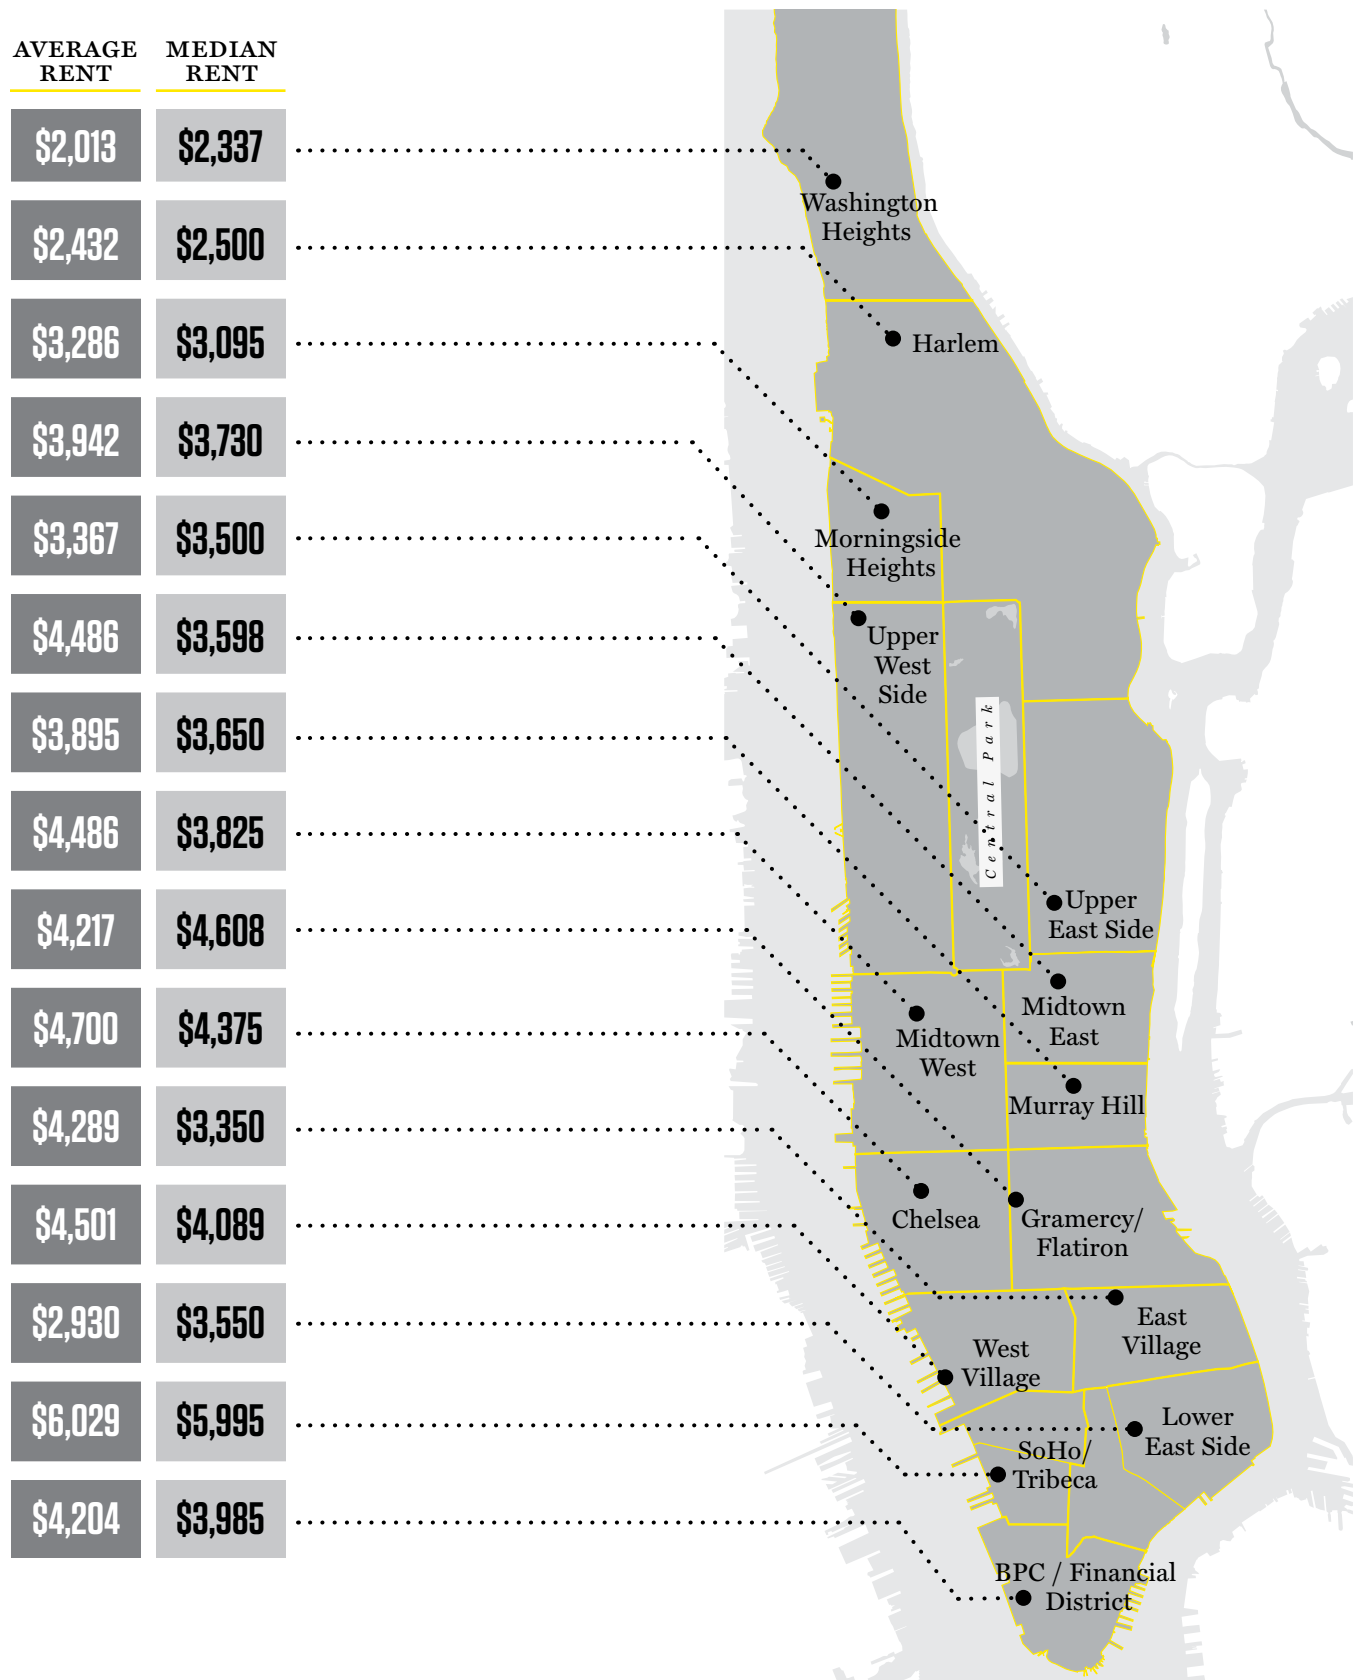 AVERAGE RENT
MEDIAN RENT
$2,013 $2,337
$2,432 $2,500
$3,286 $3,095
$3,942 $3,730
$3,367 $3,500
$4,486 $3,598
$3,895 $3,650
$4,486 $3,825
$4,217 $4,608
$4,700 $4,375
$4,289 $3,350
$4,501 $4,089
$2,930 $3,550
$6,029 $5,995
$4,204 $3,985
Washington
Heights
Harlem
Morningside
Heights
Upper
West
Side
Central Park
Upper
East Side
Midtown
East
Midtown
West
Murray Hill
Chelsea
Gramercy/
Flatiron
East
Village
West
Village
Lower
East Side
SoHo/
Tribeca
BPC / Financial
District